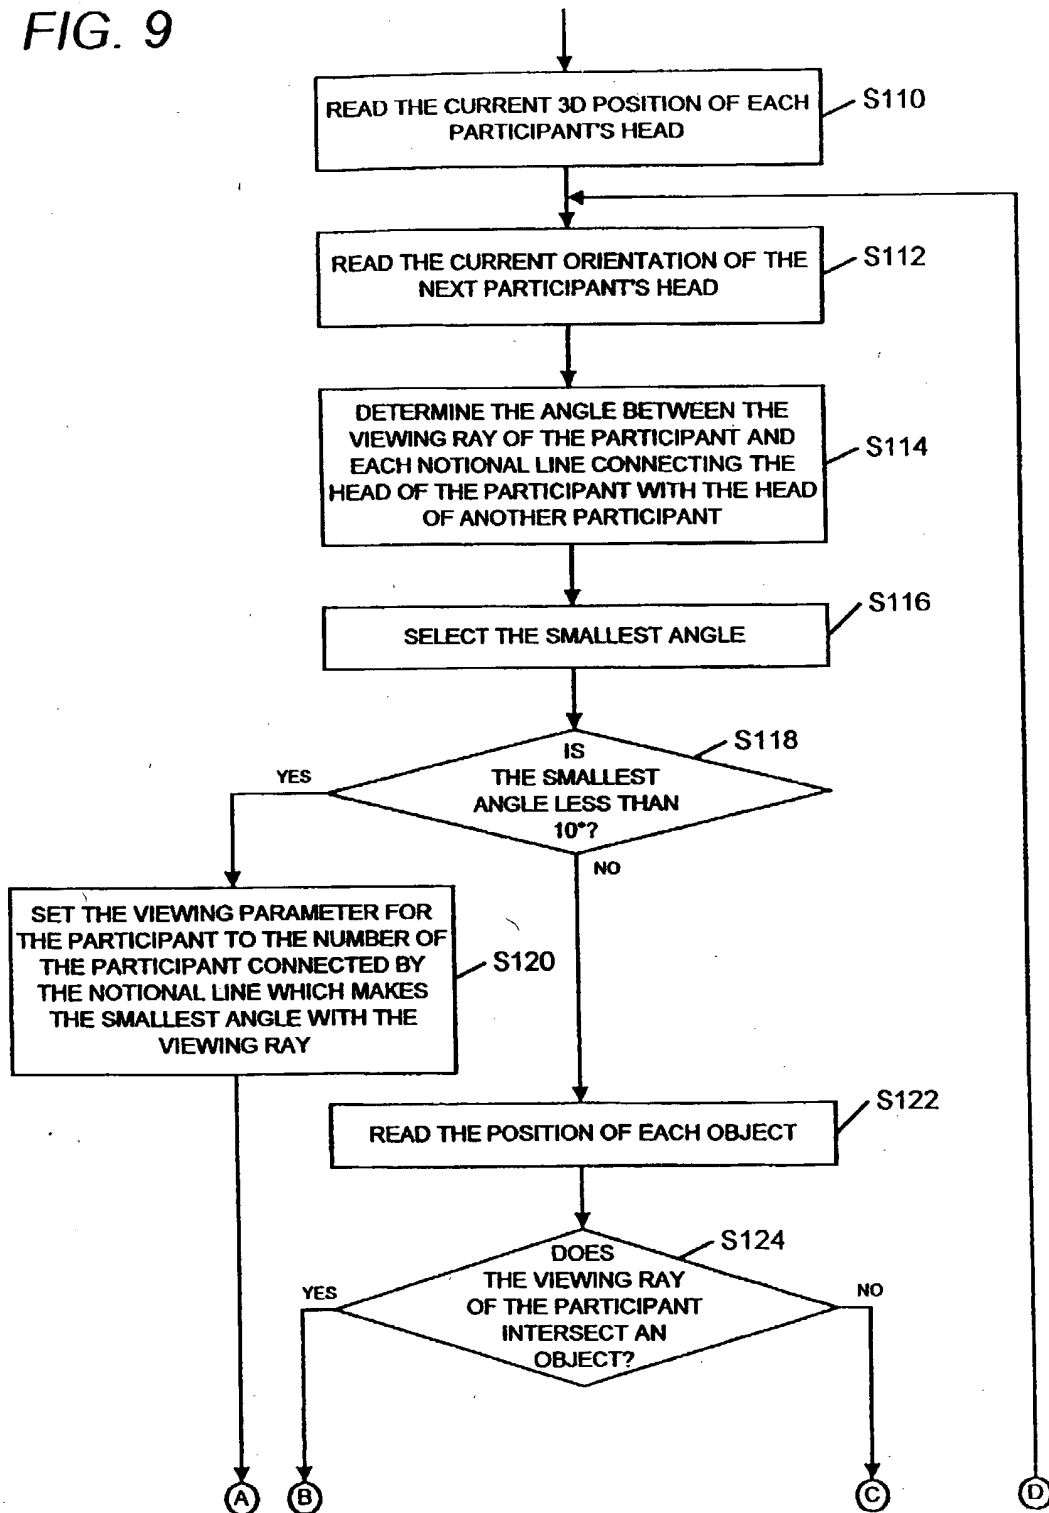 FIG. 9
READ THE CURRENT 3D POSITION OF EACH
PARTICIPANT'S HEAD
S110
READ THE CURRENT ORIENTATION OF THE
NEXT PARTICIPANT'S HEAD
S112
DETERMINE THE ANGLE BETWEEN THE
VIEWING RAY OF THE PARTICIPANT AND
EACH NOTIONAL LINE CONNECTING THE
HEAD OF THE PARTICIPANT WITH THE HEAD
OF ANOTHER PARTICIPANT
S114
SELECT THE SMALLEST ANGLE
S116
IS
THE SMALLEST
ANGLE LESS THAN
10°?
S118
YES
NO
SET THE VIEWING PARAMETER FOR
THE PARTICIPANT TO THE NUMBER OF
THE PARTICIPANT CONNECTED BY
THE NOTIONAL LINE WHICH MAKES
THE SMALLEST ANGLE WITH THE
VIEWING RAY
S120
READ THE POSITION OF EACH OBJECT
S122
DOES
THE VIEWING RAY
OF THE PARTICIPANT
INTERSECT AN
OBJECT?
S124
YES
NO
A
B
C
D